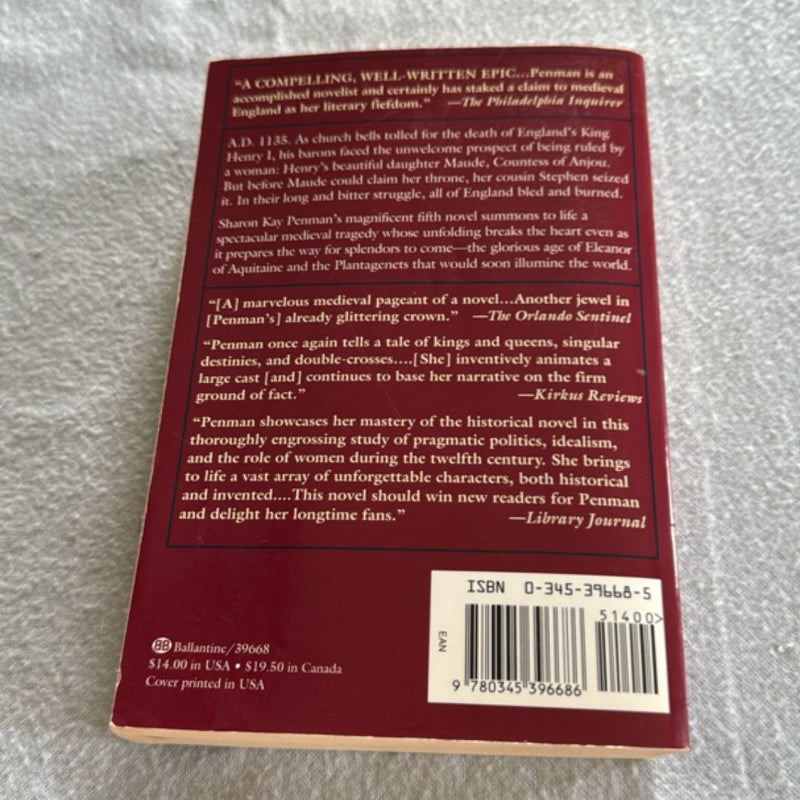 “A COMPELLING, WELL-WRITTEN EPIC...Penman is an
accomplished novelist and certainly has staked a claim to medieval
England as her literary fiefdom.” —The Philadelphia Inquirer
A.D. 1135. As church bells tolled for the death of England's King
Henry I, his barons faced the unwelcome prospect of being ruled by
a woman: Henry's beautiful daughter Maude, Countess of Anjou.
But before Maude could claim her throne, her cousin Stephen seized
it. In their long and bitter struggle, all of England bled and burned.
Sharon Kay Penman's magnificent fifth novel summons to life a
spectacular medieval tragedy whose unfolding breaks the heart even as
it prepares the way for splendors to come—the glorious age of Eleanor
of Aquitaine and the Plantagenets that would soon illumine the world.
“[A] marvelous medieval pageant of a novel...Another jewel in
[Penman's] already glittering crown.” —The Orlando Sentinel
“Penman once again tells a tale of kings and queens, singular
destinies, and double-crosses....[She] inventively animates a
large cast [and] continues to base her narrative on the firm
ground of fact.” —Kirkus Reviews
“Penman showcases her mastery of the historical novel in this
thoroughly engrossing study of pragmatic politics, idealism,
and the role of women during the twelfth century. She brings
to life a vast array of unforgettable characters, both historical
and invented....This novel should win new readers for Penman
and delight her longtime fans.” —Library Journal
ISBN 0-345-39668-5
51400>
EAN
9 780345 396686
BB Ballantine/39668
$14.00 in USA • $19.50 in Canada
Cover printed in USA